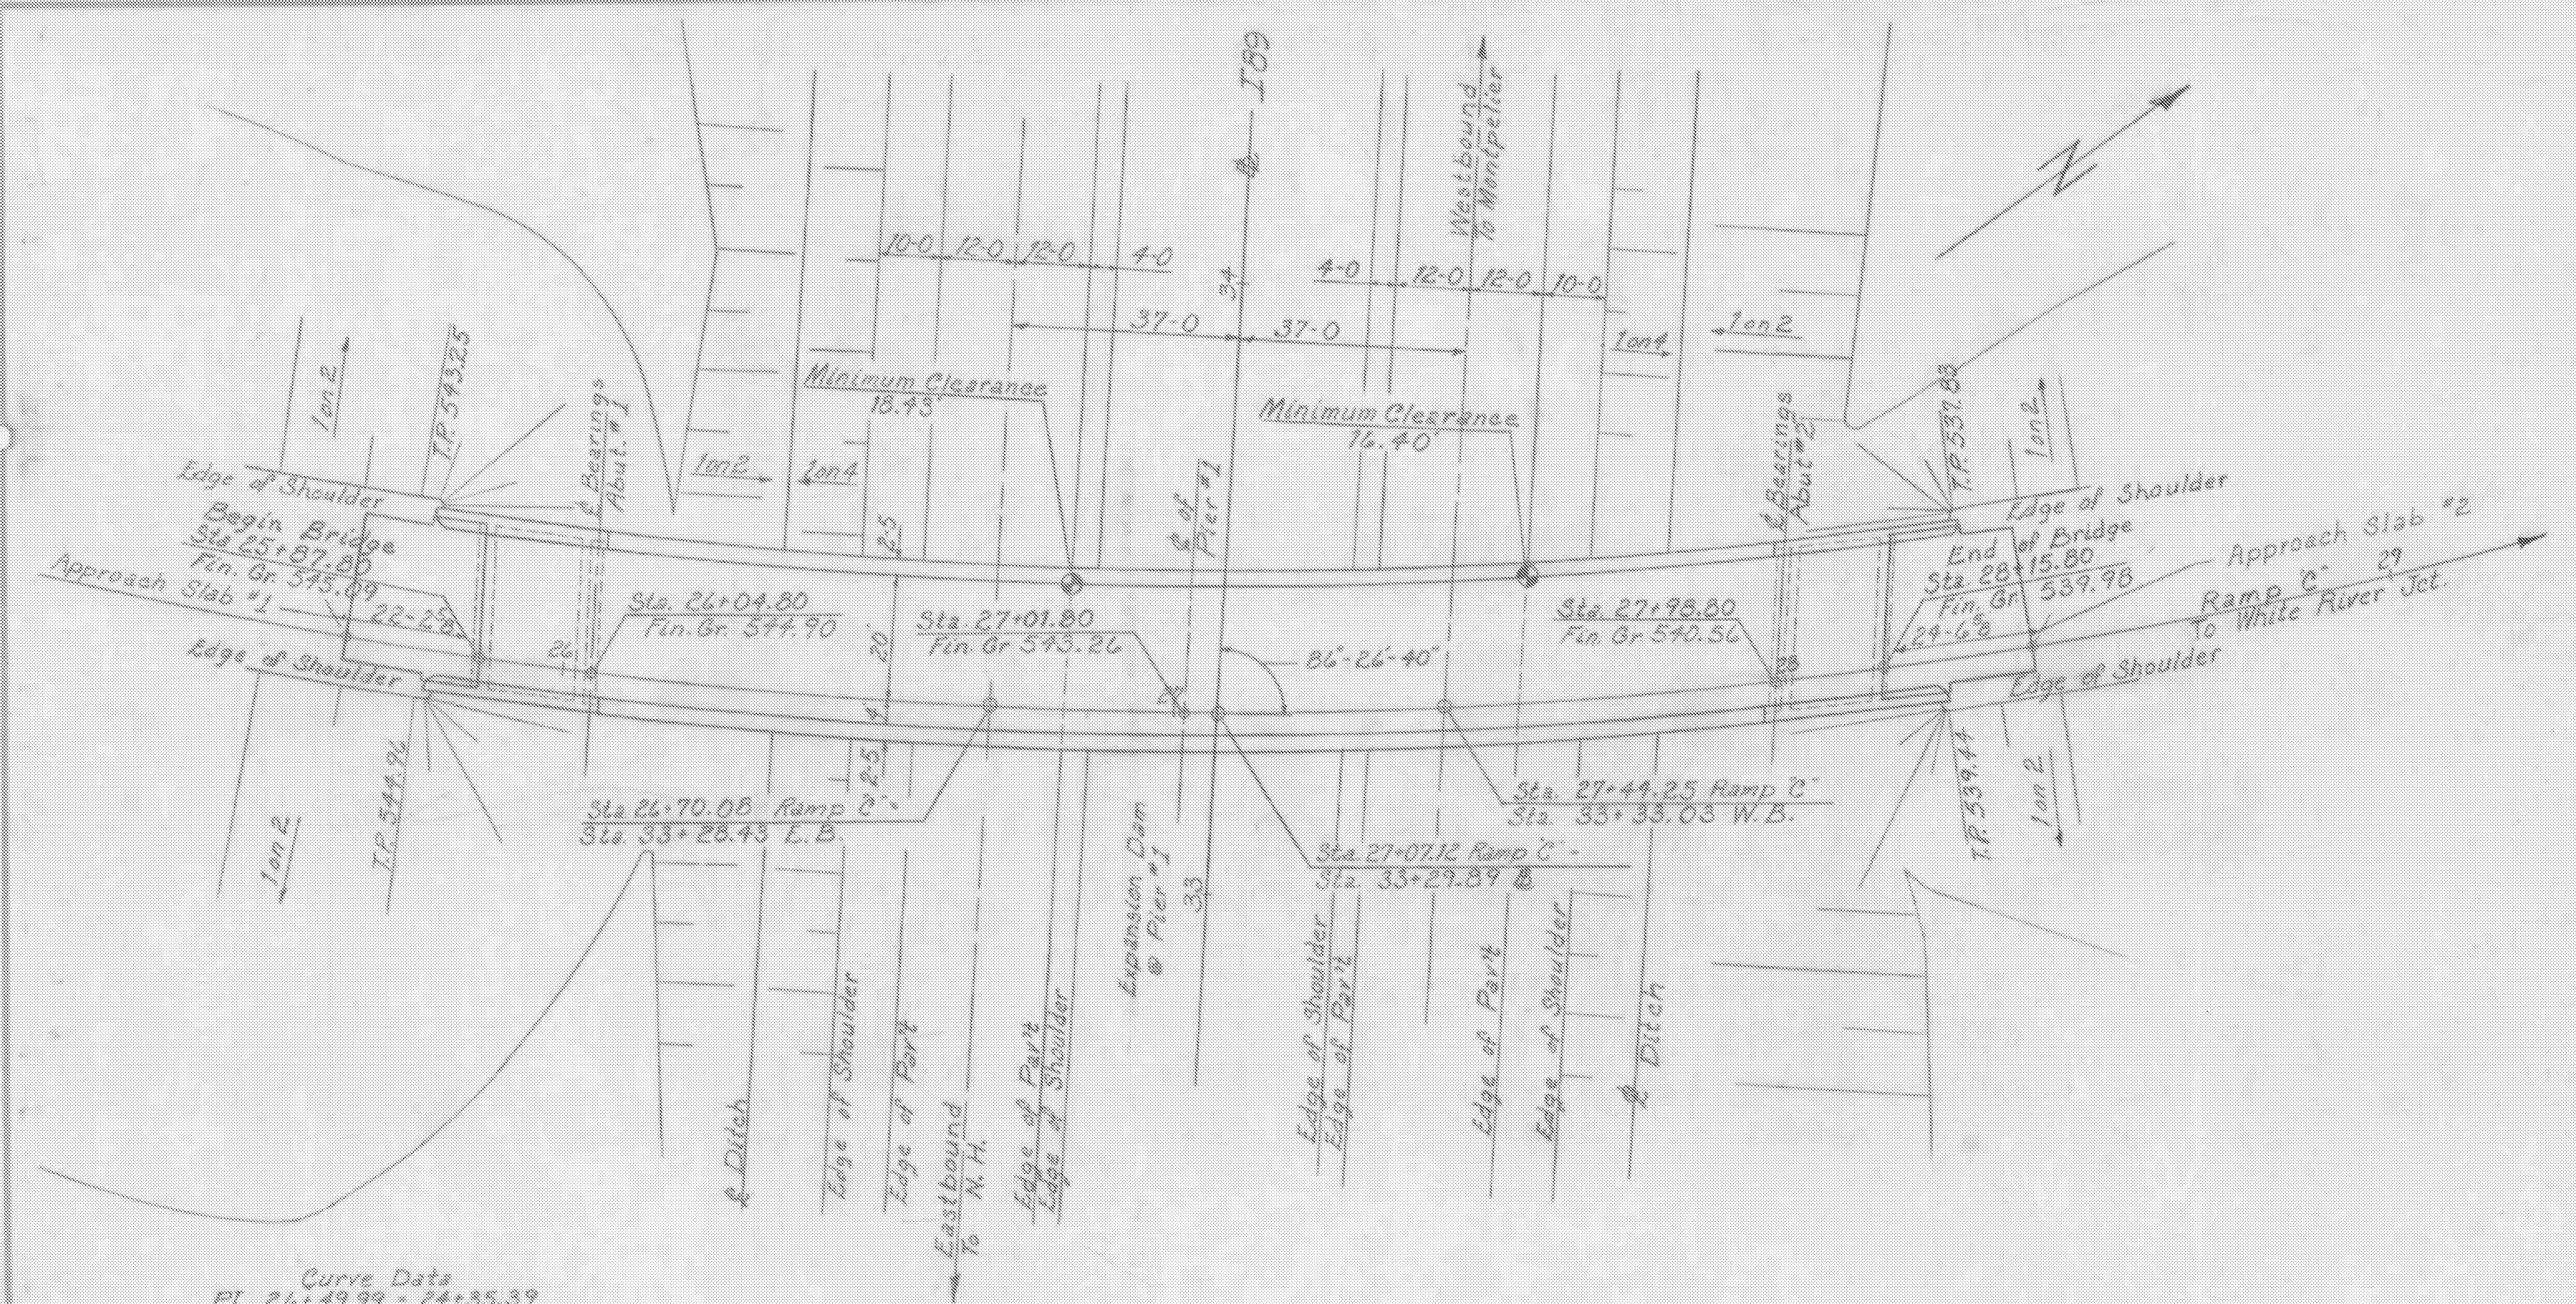 I89
℄
Westbound
To Montpelier
N
34
10-0 12-0 12-0 4-0
4-0 12-0 12-0 10-0
37-0 37-0
1 on 4
1 on 2
1 on 2
T.P. 543.25
Minimum Clearance
18.43'
Minimum Clearance
16.40'
T.P. 537.83
1 on 2
℄ Bearings
Abut. #1
1 on 2
1 on 4
℄ of
Pier #1
℄ Bearings
Abut #2
Edge of Shoulder
Begin Bridge
Sta 25+87.80
Fin. Gr. 545.09
Approach Slab #1
22-2⅝
Edge of Shoulder
2.5
20'
4'
2.5
26
Sta. 26+04.80
Fin. Gr. 544.90
Sta. 27+01.80
Fin. Gr 543.26
27
86°-26'-40"
Sta. 27+98.80
Fin. Gr 540.56
28
Edge of Shoulder
End of Bridge
Sta. 28+15.80
Fin. Gr. 539.98
24-6⅝
Approach Slab #2
29
Ramp "C"
To White River Jct.
Edge of Shoulder
T.P. 544.96
1 on 2
Sta 26+70.08 Ramp "C" =
Sta. 33+28.43 E.B.
Sta. 27+44.25 Ramp "C"
Sta. 33+33.03 W.B.
Sta. 27+07.12 Ramp "C" =
Sta. 33+29.89 ℄
T.P. 539.44
1 on 2
33
Expansion Dam
@ Pier #1
℄ Ditch
Edge of Shoulder
Edge of Pav't
Eastbound
To N.H.
Edge of Pav't
Edge of Shoulder
Edge of Shoulder
Edge of Pav't
Edge of Pav't
Edge of Shoulder
℄ Ditch
Curve Data
P.I. 26+49.99 = 24+35.39